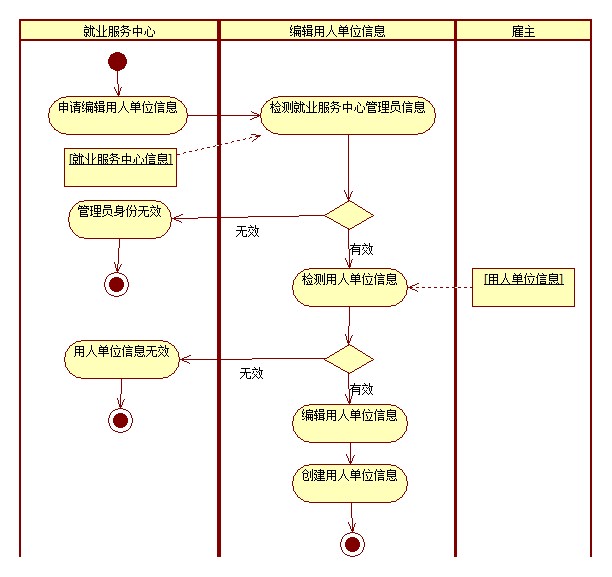 就业服务中心
编辑用人单位信息
雇主
申请编辑用人单位信息
检测就业服务中心管理员信息
[就业服务中心信息]
管理员身份无效
无效
有效
检测用人单位信息
[用人单位信息]
用人单位信息无效
无效
有效
编辑用人单位信息
创建用人单位信息